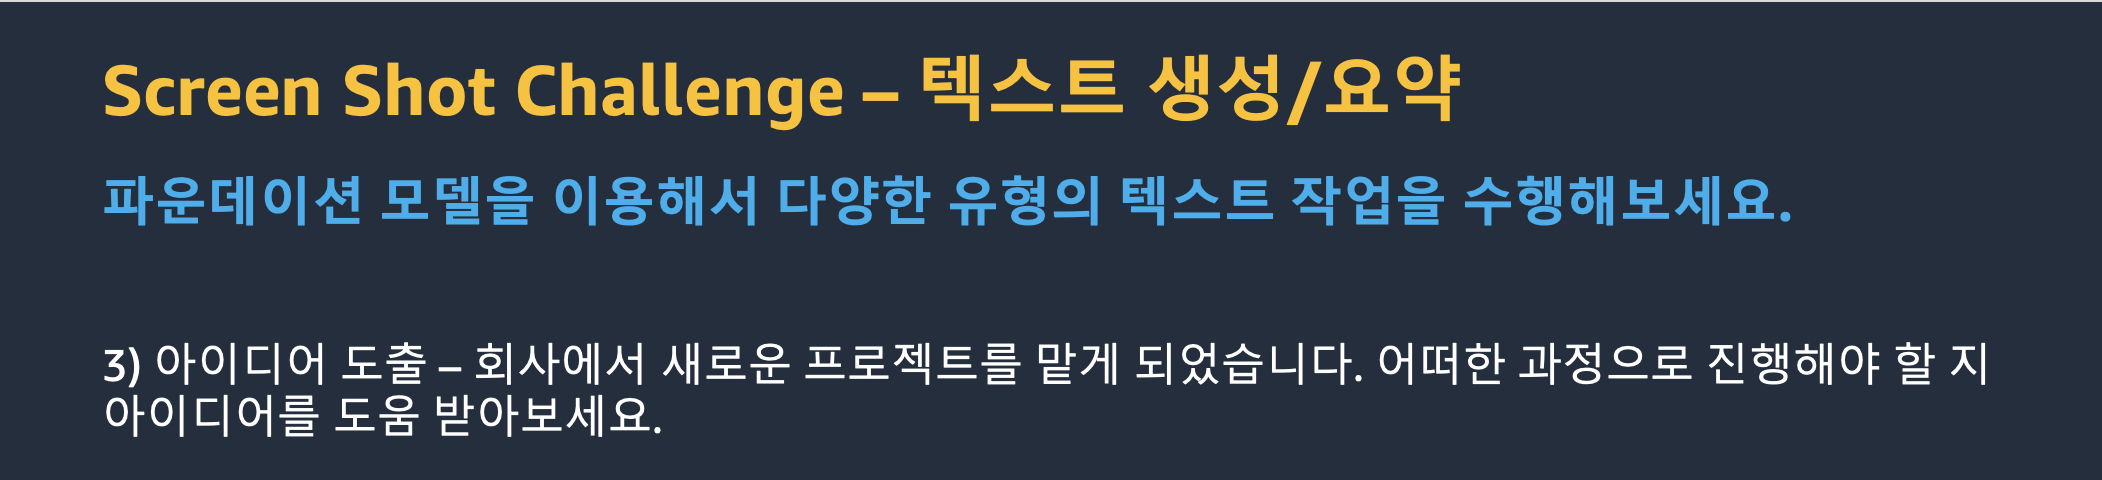 Screen Shot Challenge – 텍스트 생성/요약
파운데이션 모델을 이용해서 다양한 유형의 텍스트 작업을 수행해보세요.
3) 아이디어 도출 – 회사에서 새로운 프로젝트를 맡게 되었습니다. 어떠한 과정으로 진행해야 할 지
아이디어를 도움 받아보세요.